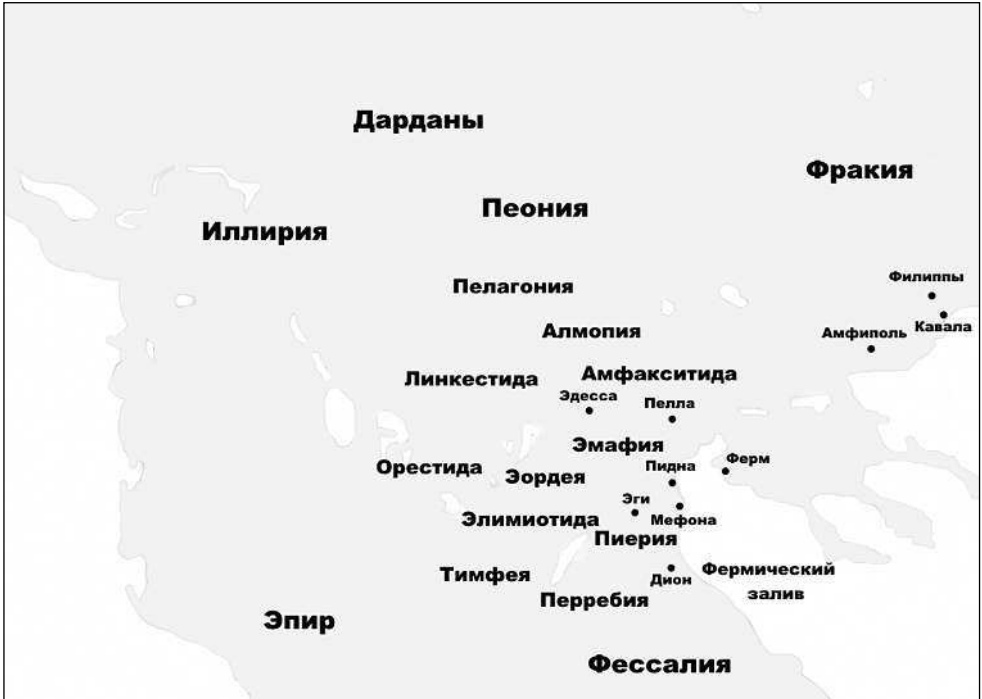 Дарданы
Фракия
Пеония
Иллирия
Филиппы
Пелагония
Кавала
Алмопия
Амфиполь
Линкестида
Амфакситида
Эдесса
Пелла
Эмафия
Ферм
Орестида
Пидна
Эордея
Эги
Элимиотида
Мефона
Пиерия
Тимфея
Дион
Фермический
залив
Перребия
Эпир
Фессалия